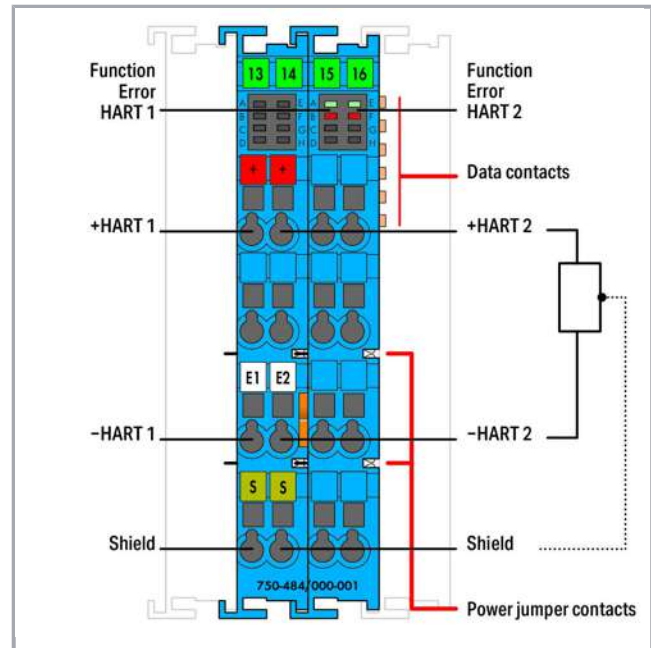 13 14 15 16
Function
Error
HART 1
Function
Error
HART 2
A E A E
B F B F
C G C G
D H D H
Data contacts
+ +
+HART 1
+HART 2
E1 E2
–HART 1
–HART 2
S S
Shield
Shield
750-484/000-001
Power jumper contacts